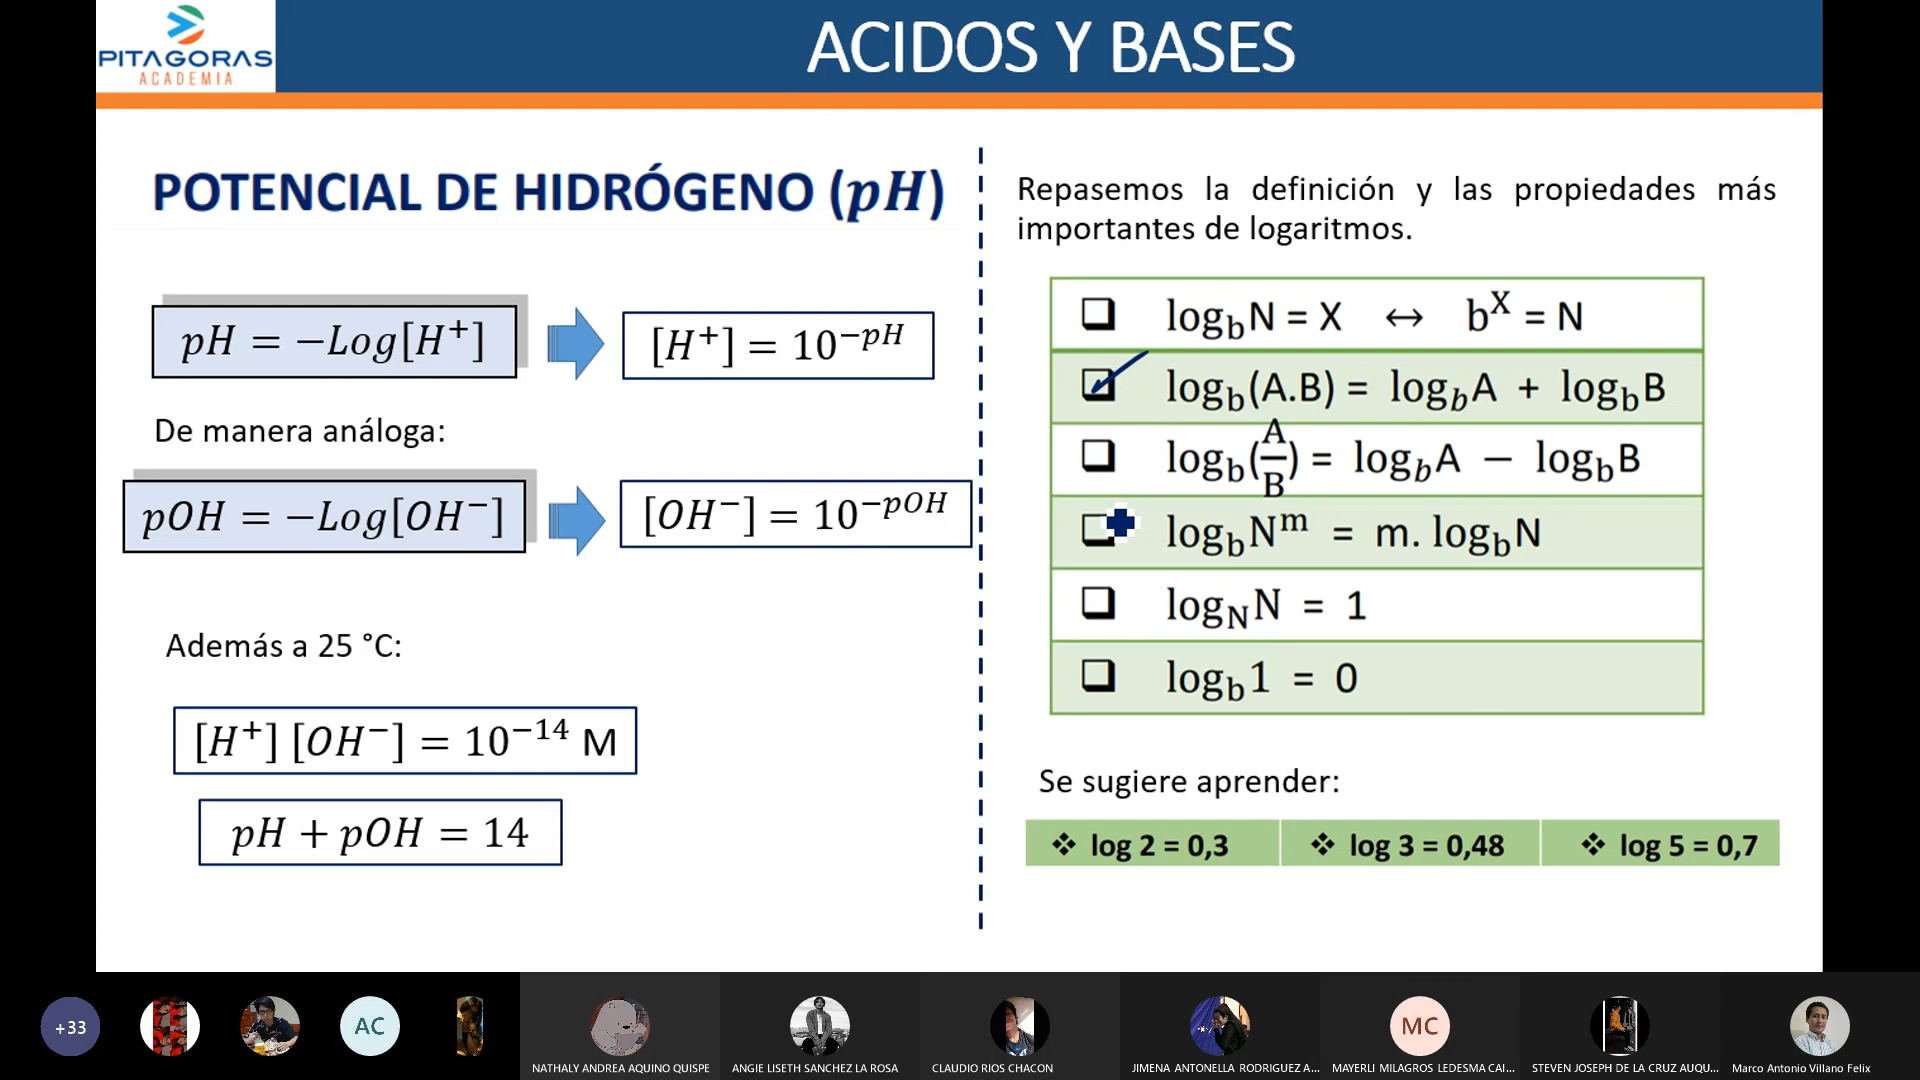 PITAGORAS
ACADEMIA
ACIDOS Y BASES
POTENCIAL DE HIDRÓGENO (pH)
pH = −Log[H⁺]
[H⁺] = 10^−pH
De manera análoga:
pOH = −Log[OH⁻]
[OH⁻] = 10^−pOH
Además a 25 °C:
[H⁺] [OH⁻] = 10⁻¹⁴ M
pH + pOH = 14
Repasemos la definición y las propiedades más
importantes de logaritmos.
❑ log_b N = X ↔ b^X = N
❑ log_b(A.B) = log_b A + log_b B
❑ log_b(A/B) = log_b A − log_b B
❑ log_b N^m = m. log_b N
❑ log_N N = 1
❑ log_b 1 = 0
Se sugiere aprender:
❖ log 2 = 0,3 ❖ log 3 = 0,48 ❖ log 5 = 0,7
+33
AC
MC
NATHALY ANDREA AQUINO QUISPE
ANGIE LISETH SANCHEZ LA ROSA
CLAUDIO RIOS CHACON
JIMENA ANTONELLA RODRIGUEZ A...
MAYERLI MILAGROS LEDESMA CAI...
STEVEN JOSEPH DE LA CRUZ AUQU...
Marco Antonio Villano Felix